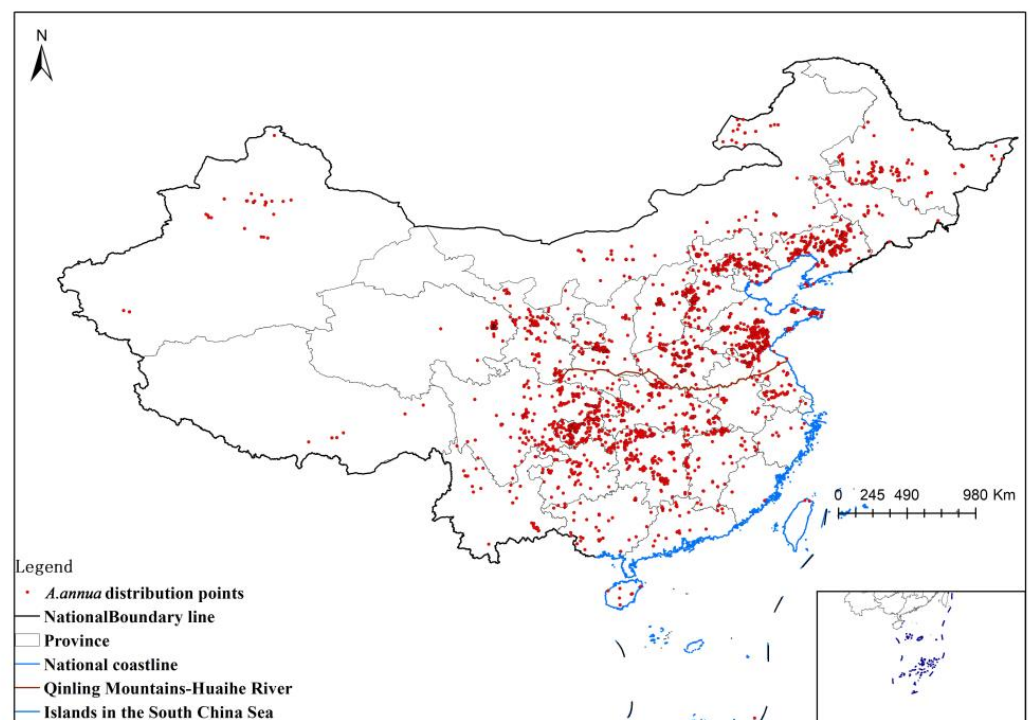 N
0 245 490 980 Km
Legend
A.annua distribution points
NationalBoundary line
Province
National coastline
Qinling Mountains-Huaihe River
Islands in the South China Sea